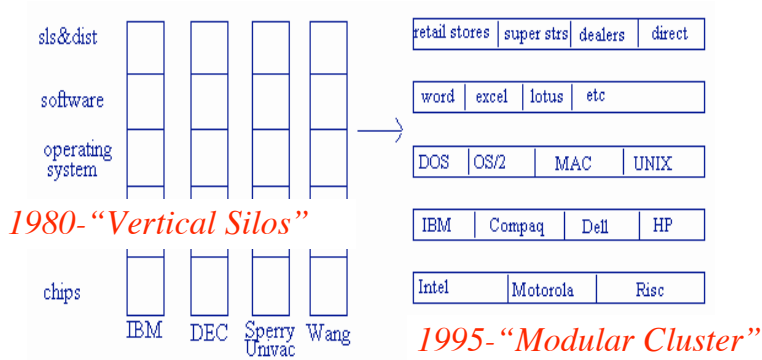 sls&dist
software
operating
system
1980-“Vertical Silos”
chips
IBM DEC Sperry Univac Wang
retail stores super strs dealers direct
word excel lotus etc
DOS OS/2 MAC UNIX
IBM Compaq Dell HP
Intel Motorola Risc
1995-“Modular Cluster”